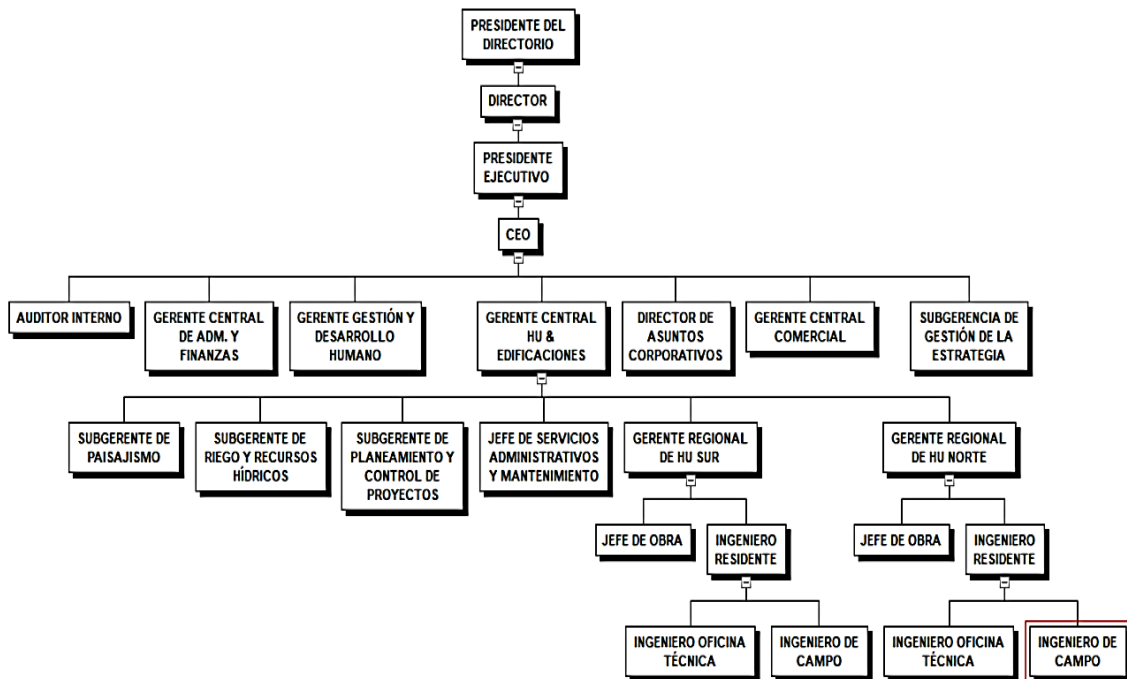 PRESIDENTE DEL
DIRECTORIO
DIRECTOR
PRESIDENTE
EJECUTIVO
CEO
AUDITOR INTERNO
GERENTE CENTRAL
DE ADM. Y
FINANZAS
GERENTE GESTIÓN Y
DESARROLLO
HUMANO
GERENTE CENTRAL
HU &
EDIFICACIONES
DIRECTOR DE
ASUNTOS
CORPORATIVOS
GERENTE CENTRAL
COMERCIAL
SUBGERENCIA DE
GESTIÓN DE LA
ESTRATEGIA
SUBGERENTE DE
PAISAJISMO
SUBGERENTE DE
RIEGO Y RECURSOS
HÍDRICOS
SUBGERENTE DE
PLANEAMIENTO Y
CONTROL DE
PROYECTOS
JEFE DE SERVICIOS
ADMINISTRATIVOS
Y MANTENIMIENTO
GERENTE REGIONAL
DE HU SUR
GERENTE REGIONAL
DE HU NORTE
JEFE DE OBRA
INGENIERO
RESIDENTE
JEFE DE OBRA
INGENIERO
RESIDENTE
INGENIERO OFICINA
TÉCNICA
INGENIERO DE
CAMPO
INGENIERO OFICINA
TÉCNICA
INGENIERO DE
CAMPO